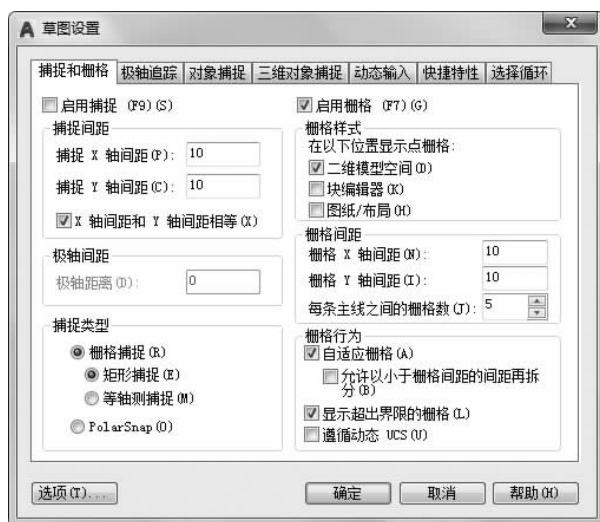 草图设置
捕捉和栅格 极轴追踪 对象捕捉 三维对象捕捉 动态输入 快捷特性 选择循环
启用捕捉 (F9)(S)
捕捉间距
捕捉 X 轴间距(P): 10
捕捉 Y 轴间距(C): 10
X 轴间距和 Y 轴间距相等(X)
极轴间距
极轴距离(D): 0
捕捉类型
栅格捕捉(R)
矩形捕捉(E)
等轴测捕捉(M)
PolarSnap(O)
启用栅格 (F7)(G)
栅格样式
在以下位置显示点栅格:
二维模型空间(D)
块编辑器(K)
图纸/布局(H)
栅格间距
栅格 X 轴间距(N): 10
栅格 Y 轴间距(I): 10
每条主线之间的栅格数(J): 5
栅格行为
自适应栅格(A)
允许以小于栅格间距的间距再拆
分(B)
显示超出界限的栅格(L)
遵循动态 UCS(U)
选项(T)... 确定 取消 帮助(H)